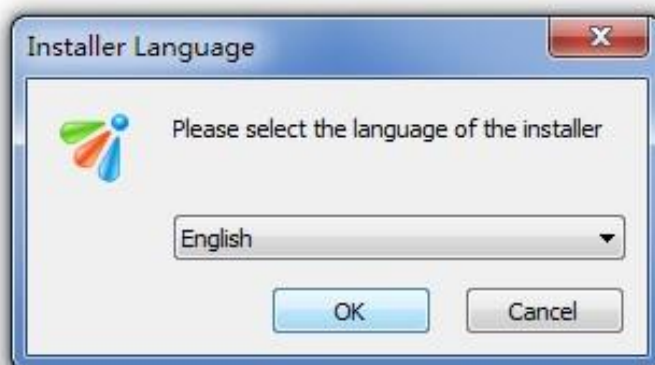 Installer Language
Please select the language of the installer
English
OK
Cancel